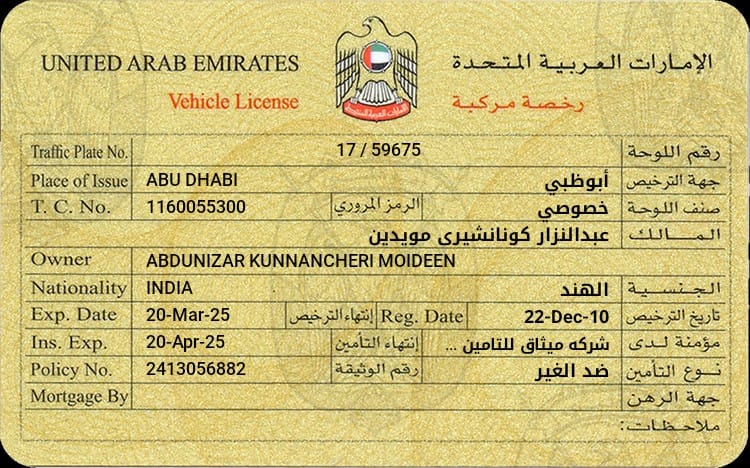 UNITED ARAB EMIRATES الإمارات العربية المتحدة
Vehicle License رخصة مركبة
Traffic Plate No. 17 / 59675 رقم اللوحة
Place of Issue ABU DHABI أبوظبي جهة الترخيص
T. C. No. 1160055300 الرمز المروري خصوصي صنف اللوحة
عبدالنزار كونانشيرى مويدين المالك
Owner ABDUNIZAR KUNNANCHERI MOIDEEN
Nationality INDIA الهند الجنسية
Exp. Date 20-Mar-25 إنتهاء الترخيص Reg. Date 22-Dec-10 تاريخ الترخيص
Ins. Exp. 20-Apr-25 إنتهاء التأمين شركه ميثاق للتامين ... مؤمنة لدى
Policy No. 2413056882 رقم الوثيقة ضد الغير نوع التأمين
Mortgage By جهة الرهن
ملاحظات: